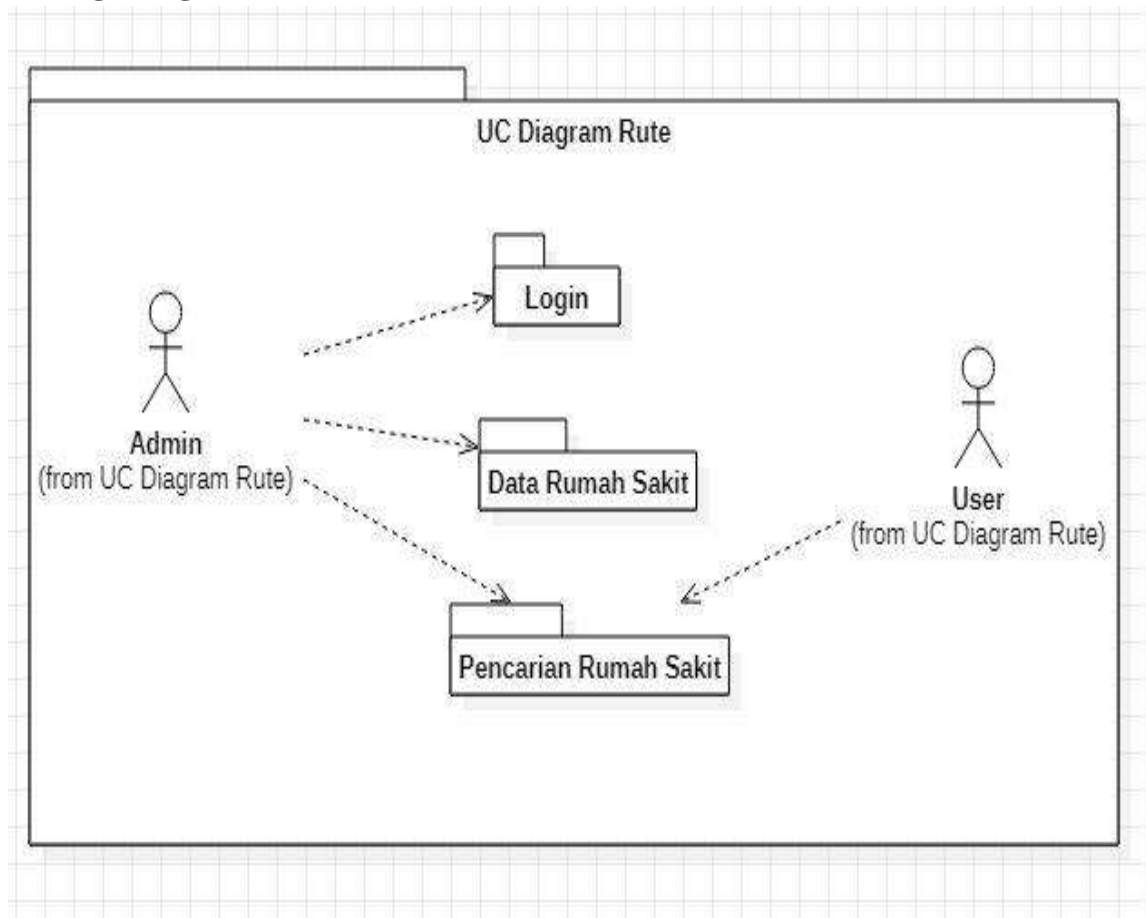 UC Diagram Rute
Login
Admin
(from UC Diagram Rute)
Data Rumah Sakit
User
(from UC Diagram Rute)
Pencarian Rumah Sakit